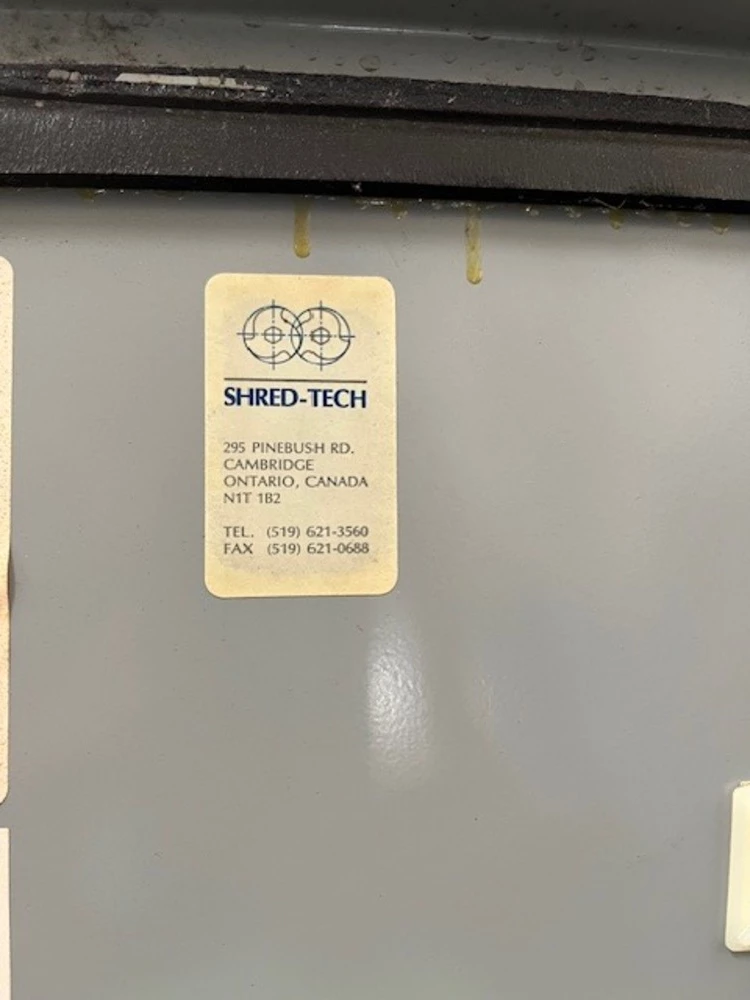 SHRED-TECH
295 PINEBUSH RD.
CAMBRIDGE
ONTARIO, CANADA
N1T 1B2
TEL. (519) 621-3560
FAX (519) 621-0688